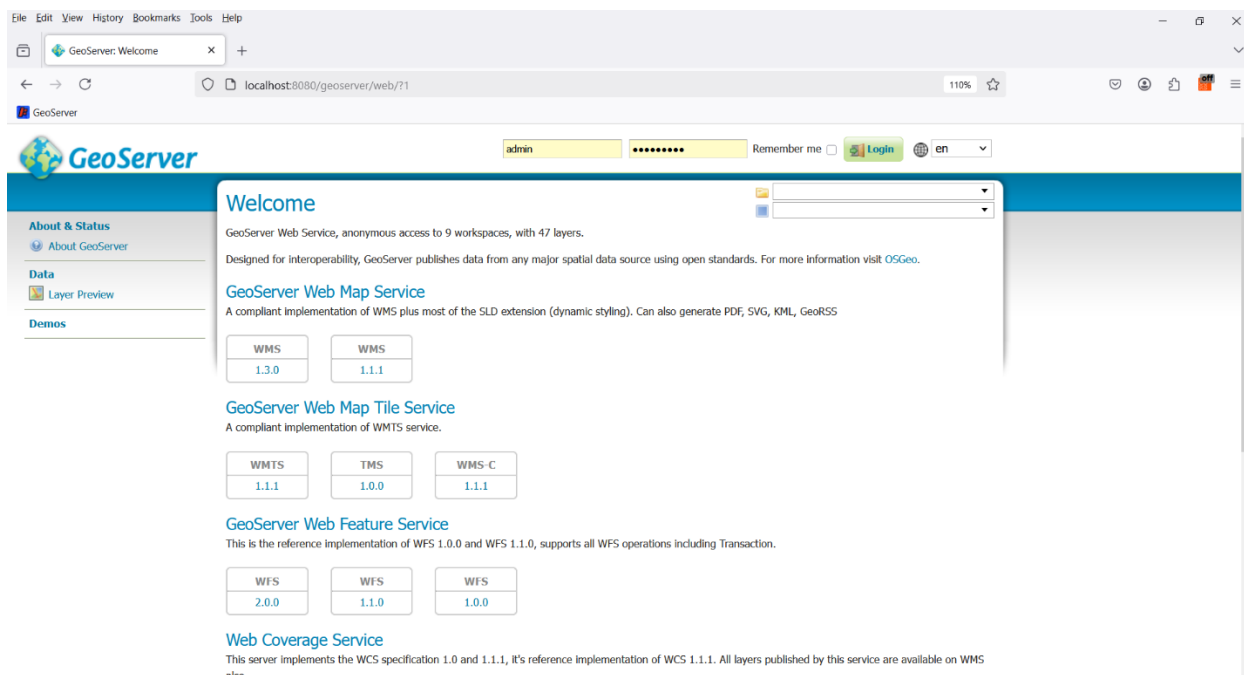 File Edit View History Bookmarks Tools Help
GeoServer: Welcome
localhost:8080/geoserver/web/?1
110%
off
GeoServer
GeoServer
admin
Remember me
Login
en
Welcome
About & Status
About GeoServer
Data
Layer Preview
Demos
GeoServer Web Service, anonymous access to 9 workspaces, with 47 layers.
Designed for interoperability, GeoServer publishes data from any major spatial data source using open standards. For more information visit OSGeo.
GeoServer Web Map Service
A compliant implementation of WMS plus most of the SLD extension (dynamic styling). Can also generate PDF, SVG, KML, GeoRSS
WMS WMS
1.3.0 1.1.1
GeoServer Web Map Tile Service
A compliant implementation of WMTS service.
WMTS TMS WMS-C
1.1.1 1.0.0 1.1.1
GeoServer Web Feature Service
This is the reference implementation of WFS 1.0.0 and WFS 1.1.0, supports all WFS operations including Transaction.
WFS WFS WFS
2.0.0 1.1.0 1.0.0
Web Coverage Service
This server implements the WCS specification 1.0 and 1.1.1, it's reference implementation of WCS 1.1.1. All layers published by this service are available on WMS